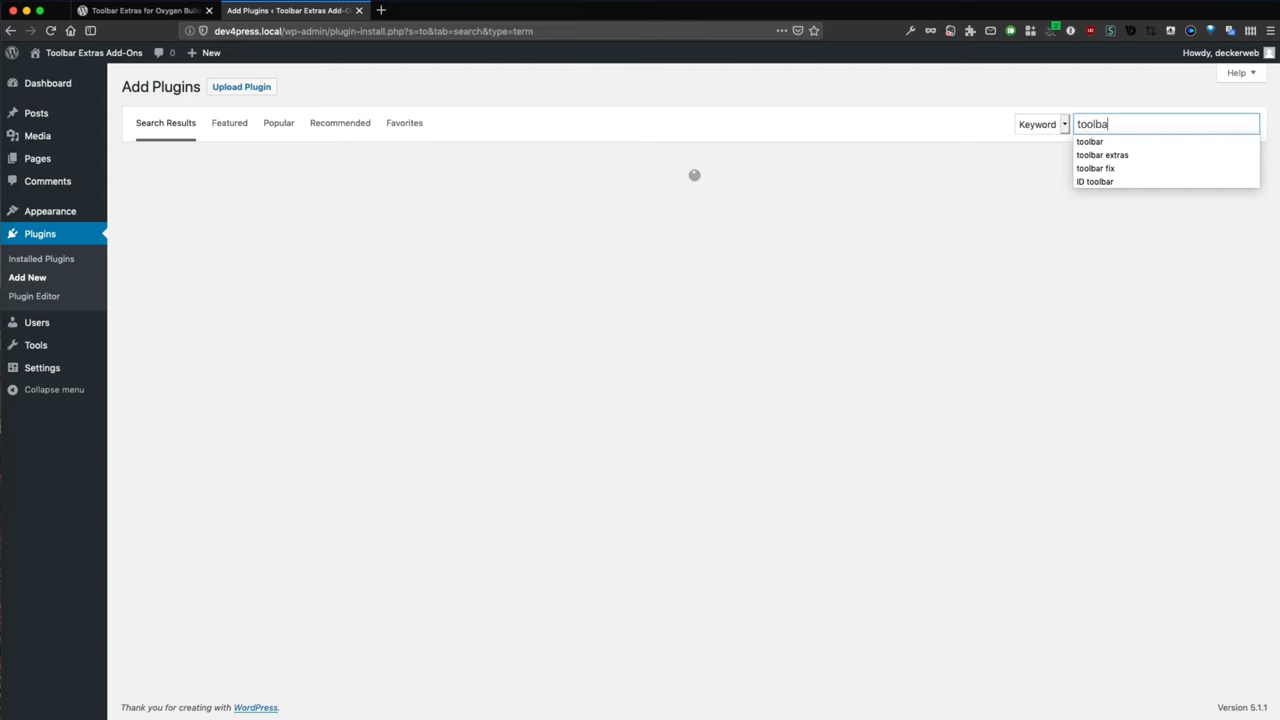 Toolbar Extras for Oxygen Buil
Add Plugins ‹ Toolbar Extras Add-O
dev4press.local/wp-admin/plugin-install.php?s=to&tab=search&type=term
2
Toolbar Extras Add-Ons
0
New
Howdy, deckerweb
Help
Dashboard
Posts
Media
Pages
Comments
Appearance
Plugins
Installed Plugins
Add New
Plugin Editor
Users
Tools
Settings
Collapse menu
Add Plugins
Upload Plugin
Search Results
Featured
Popular
Recommended
Favorites
Keyword
toolba
toolbar
toolbar extras
toolbar fix
ID toolbar
Thank you for creating with WordPress.
Version 5.1.1